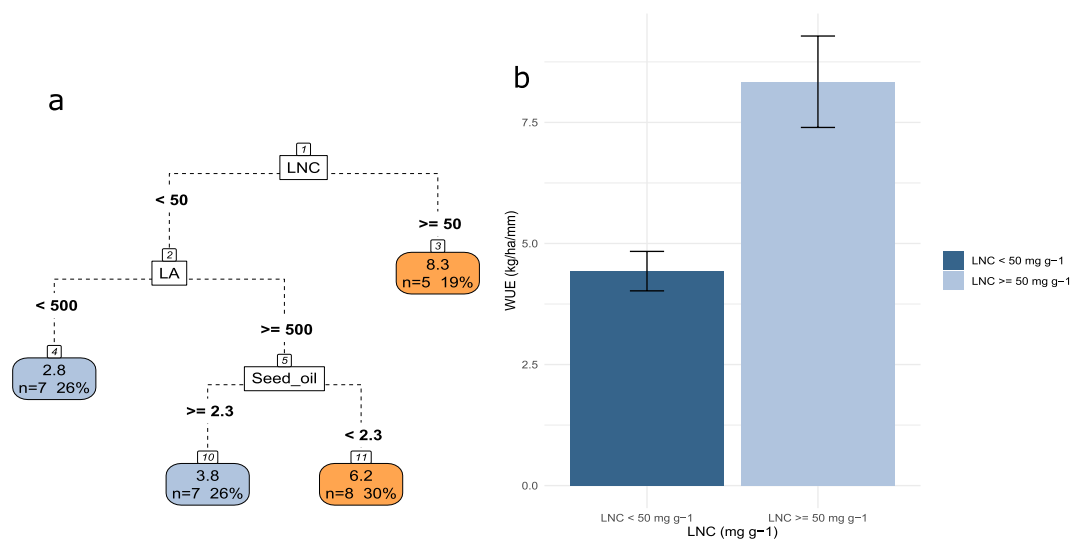 a
1
LNC
< 50
>= 50
2
LA
3
8.3
n=5 19%
< 500
>= 500
4
2.8
n=7 26%
5
Seed_oil
>= 2.3
< 2.3
10
3.8
n=7 26%
11
6.2
n=8 30%
b
WUE (kg/ha/mm)
7.5
5.0
2.5
0.0
LNC < 50 mg g−1
LNC >= 50 mg g−1
LNC (mg g−1)
LNC < 50 mg g−1
LNC >= 50 mg g−1